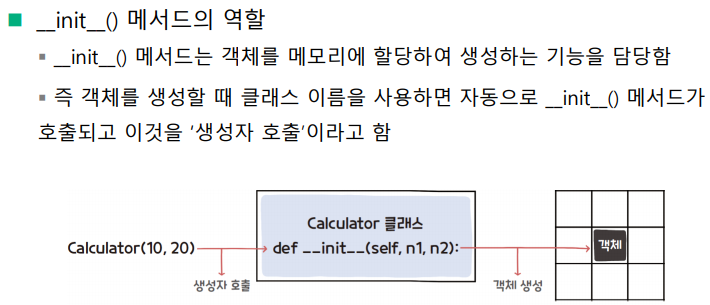 __init__() 메서드의 역할
__init__() 메서드는 객체를 메모리에 할당하여 생성하는 기능을 담당함
즉 객체를 생성할 때 클래스 이름을 사용하면 자동으로 __init__() 메서드가
호출되고 이것을 '생성자 호출'이라고 함
Calculator 클래스
Calculator(10, 20)
def __init__(self, n1, n2):
객체
생성자 호출
객체 생성